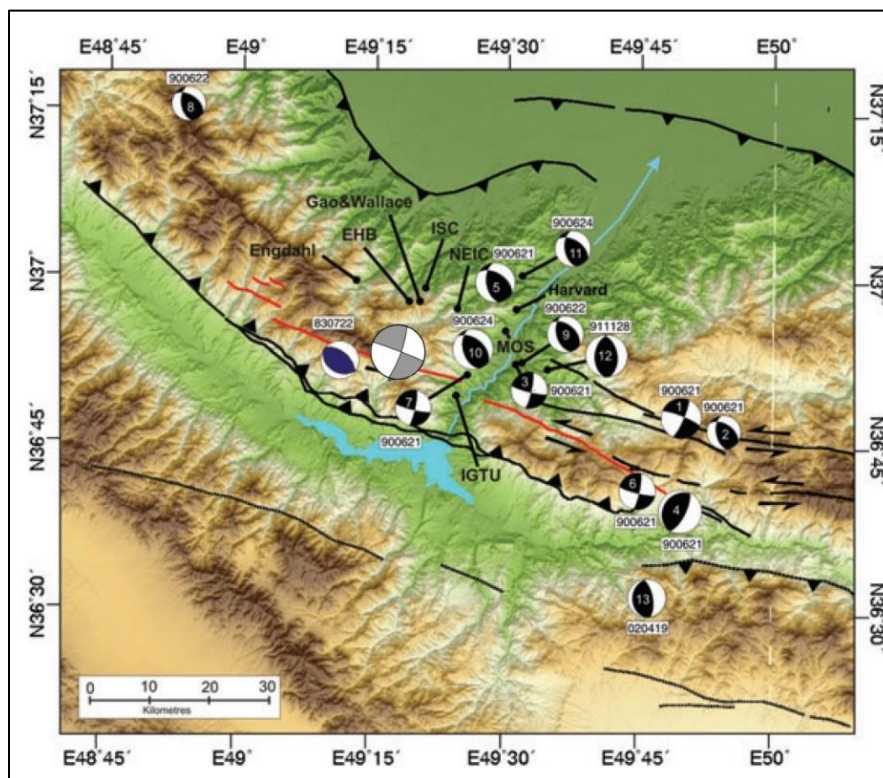 E48°45´ E49° E49°15´ E49°30´ E49°45´ E50°
N37°15´
N37°15´
900622
8
Gao&Wallace
ISC
EHB
Engdahl
NEIC
900624
11
900621
5
N37°
N37°
Harvard
900622
9
830722
900624
10
MOS
911128
12
3
900621
7
900621
900621
1
900621
2
N36°45´
N36°45´
IGTU
6
900621
4
900621
N36°30´
N36°30´
13
020419
0 10 20 30
Kilometres
E48°45´ E49° E49°15´ E49°30´ E49°45´ E50°